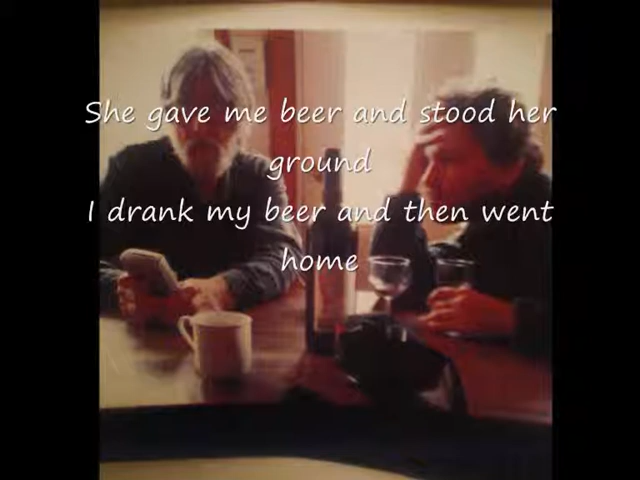 She gave me beer and stood her
ground
I drank my beer and then went
home